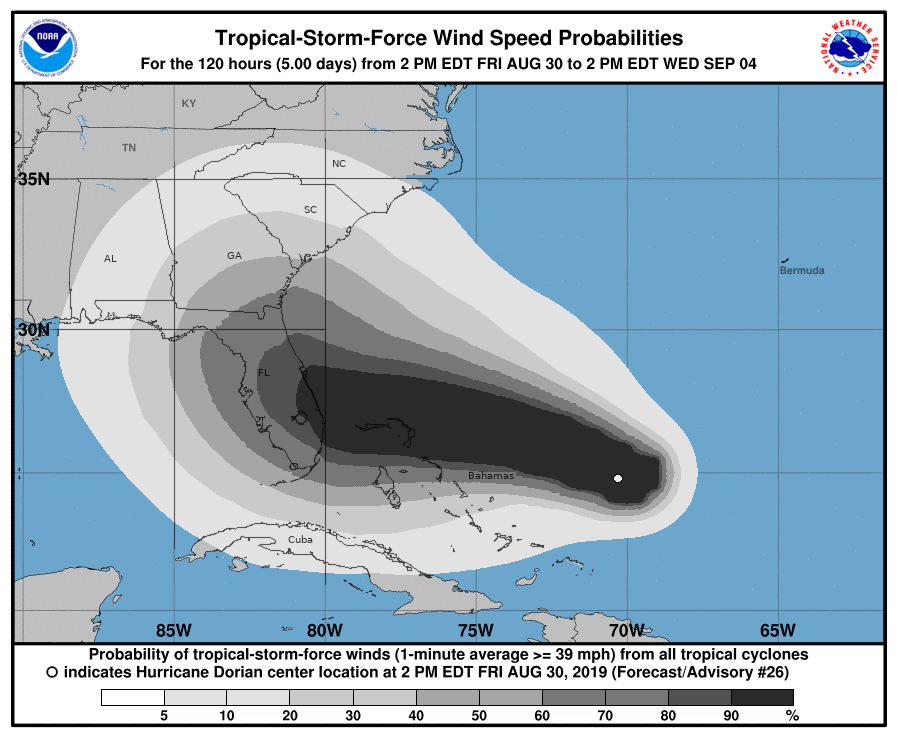 Tropical-Storm-Force Wind Speed Probabilities
For the 120 hours (5.00 days) from 2 PM EDT FRI AUG 30 to 2 PM EDT WED SEP 04
NOAA
NATIONAL WEATHER SERVICE
KY
TN
NC
35N
SC
AL
GA
Bermuda
30N
FL
Bahamas
Cuba
85W 80W 75W 70W 65W
Probability of tropical-storm-force winds (1-minute average >= 39 mph) from all tropical cyclones
indicates Hurricane Dorian center location at 2 PM EDT FRI AUG 30, 2019 (Forecast/Advisory #26)
5 10 20 30 40 50 60 70 80 90 %